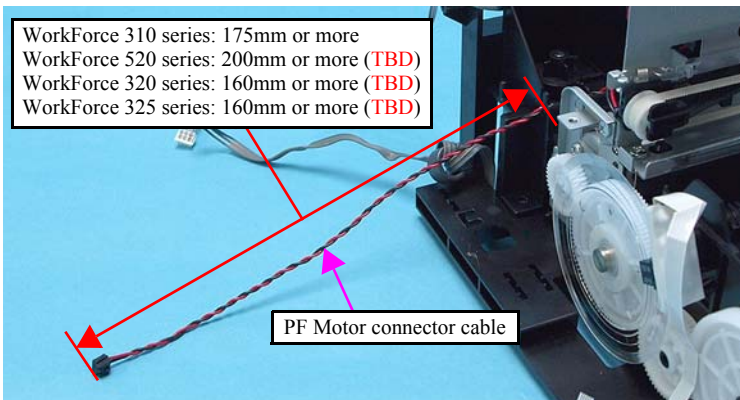 WorkForce 310 series: 175mm or more
WorkForce 520 series: 200mm or more (TBD)
WorkForce 320 series: 160mm or more (TBD)
WorkForce 325 series: 160mm or more (TBD)
PF Motor connector cable